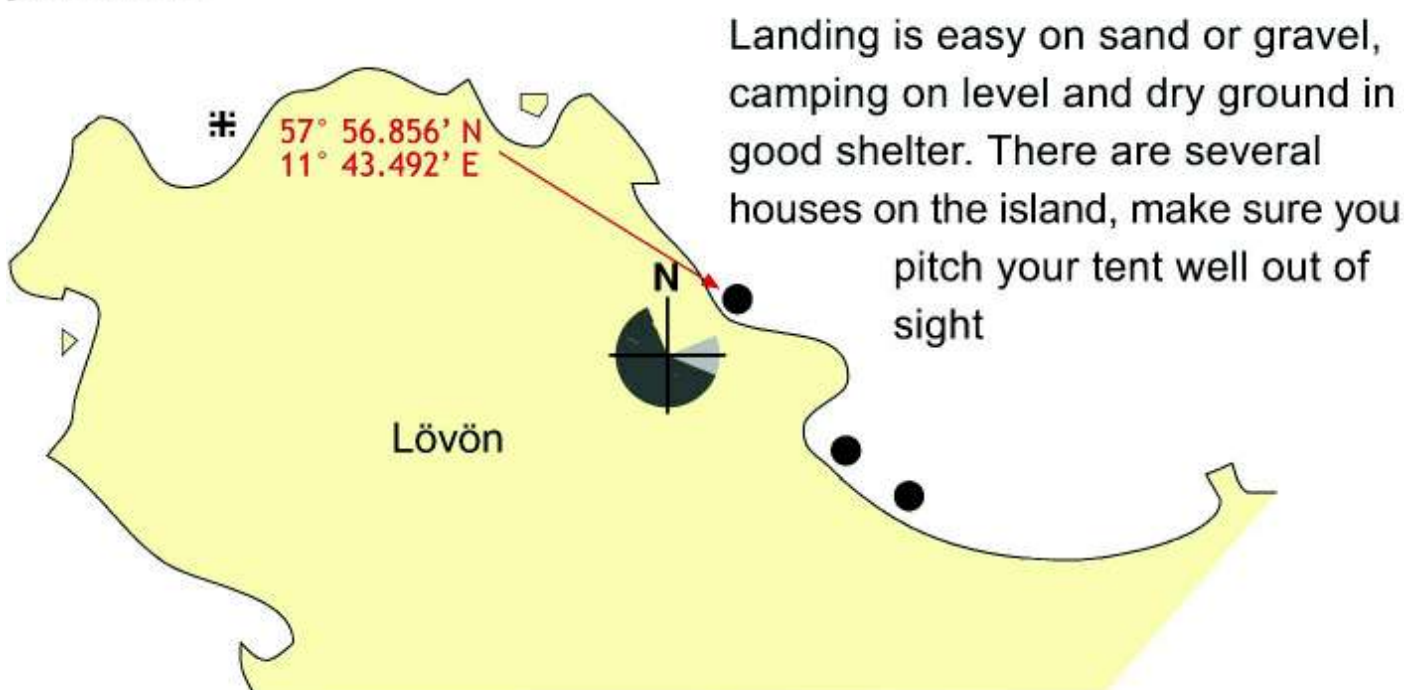 Landing is easy on sand or gravel,
camping on level and dry ground in
good shelter. There are several
houses on the island, make sure you
pitch your tent well out of
sight
57° 56.856’ N
11° 43.492’ E
N
Lövön